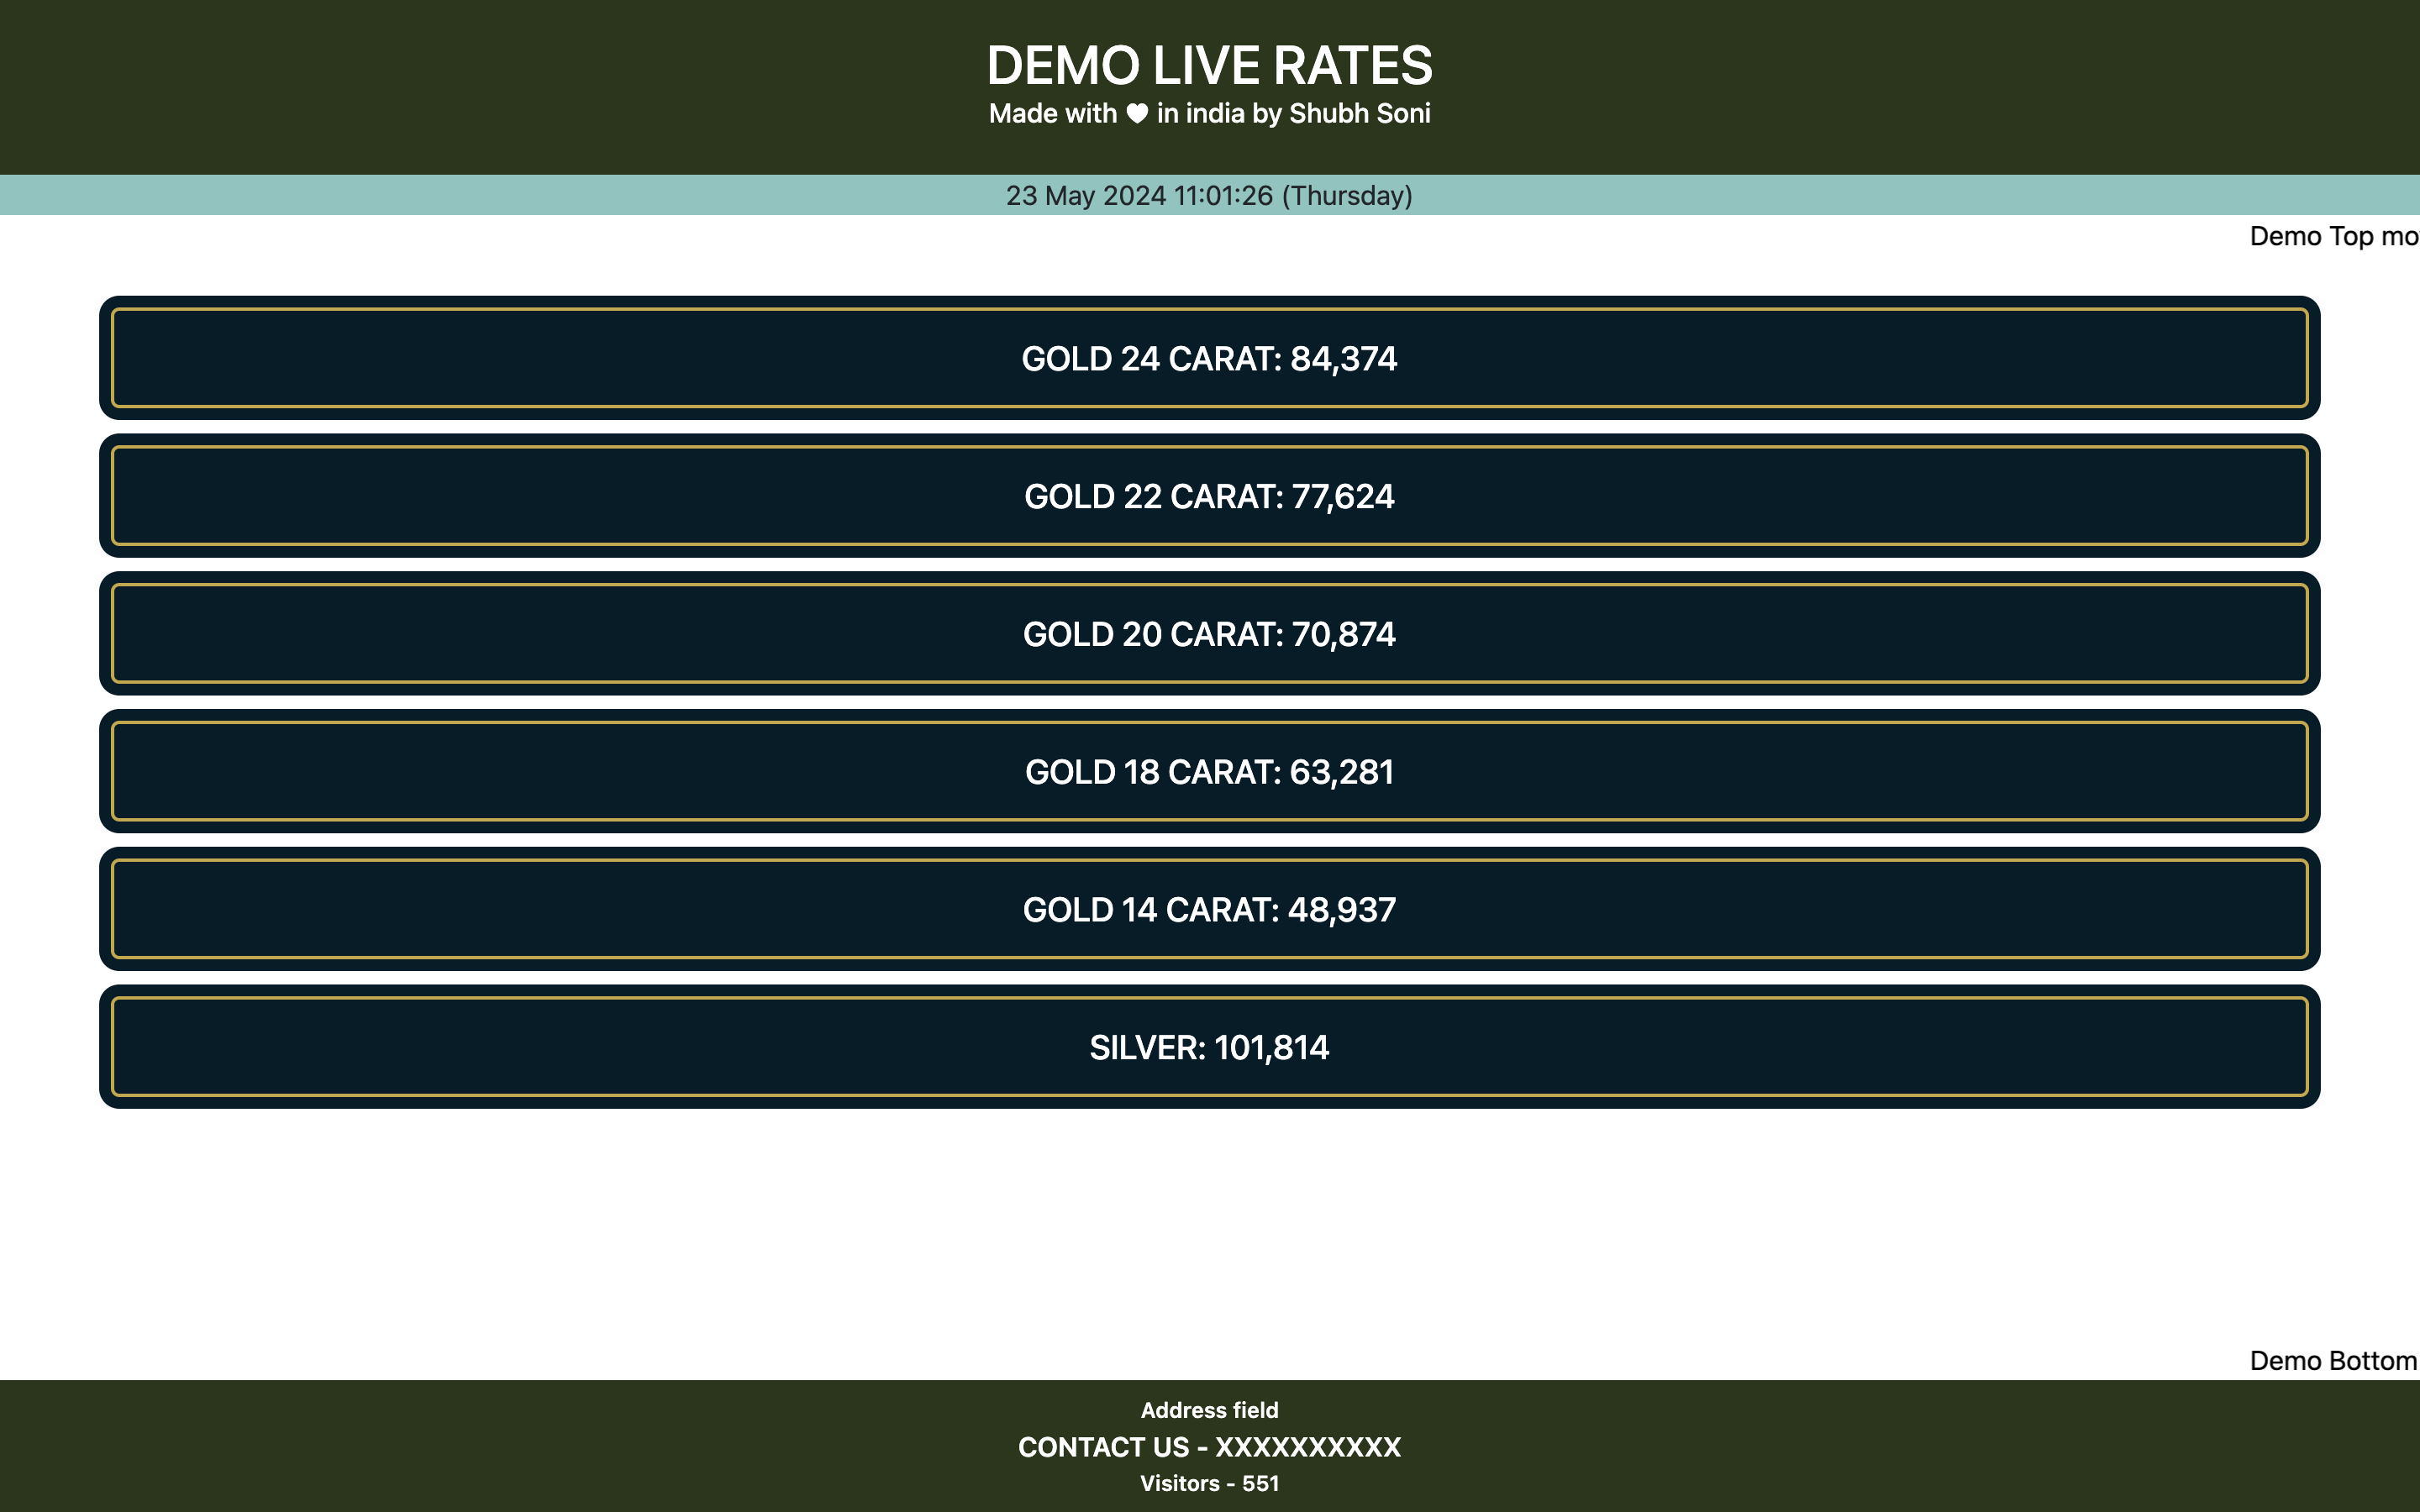 DEMO LIVE RATES
Made with ♥ in india by Shubh Soni
23 May 2024 11:01:26 (Thursday)
Demo Top
GOLD 24 CARAT: 84,374
GOLD 22 CARAT: 77,624
GOLD 20 CARAT: 70,874
GOLD 18 CARAT: 63,281
GOLD 14 CARAT: 48,937
SILVER: 101,814
Demo Bottom
Address field
CONTACT US - XXXXXXXXXX
Visitors - 551